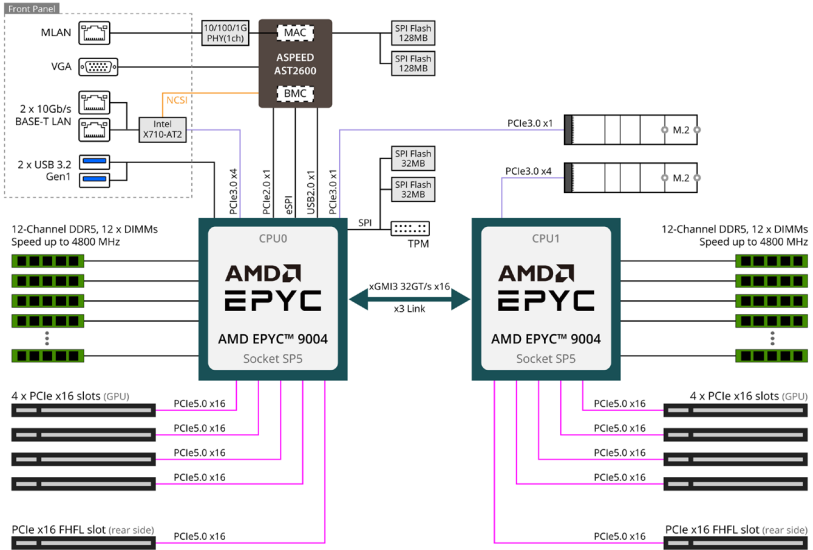 Front Panel
MLAN
10/100/1G
PHY(1ch)
MAC
SPI Flash
128MB
ASPEED
AST2600
SPI Flash
128MB
VGA
BMC
NCSI
2 x 10Gb/s
BASE-T LAN
Intel
X710-AT2
2 x USB 3.2
Gen1
PCIe3.0 x4
PCIe2.0 x1
eSPI
USB2.0 x1
PCIe3.0 x1
SPI Flash
32MB
SPI Flash
32MB
SPI
TPM
PCIe3.0 x1
M.2
PCIe3.0 x4
M.2
12-Channel DDR5, 12 x DIMMs
Speed up to 4800 MHz
CPU0
AMD
EPYC
AMD EPYC™ 9004
Socket SP5
xGMI3 32GT/s x16
x3 Link
CPU1
AMD
EPYC
AMD EPYC™ 9004
Socket SP5
12-Channel DDR5, 12 x DIMMs
Speed up to 4800 MHz
4 x PCIe x16 slots (GPU)
PCIe5.0 x16
PCIe5.0 x16
PCIe5.0 x16
PCIe5.0 x16
PCIe x16 FHFL slot (rear side)
PCIe5.0 x16
4 x PCIe x16 slots (GPU)
PCIe5.0 x16
PCIe5.0 x16
PCIe5.0 x16
PCIe5.0 x16
PCIe x16 FHFL slot (rear side)
PCIe5.0 x16